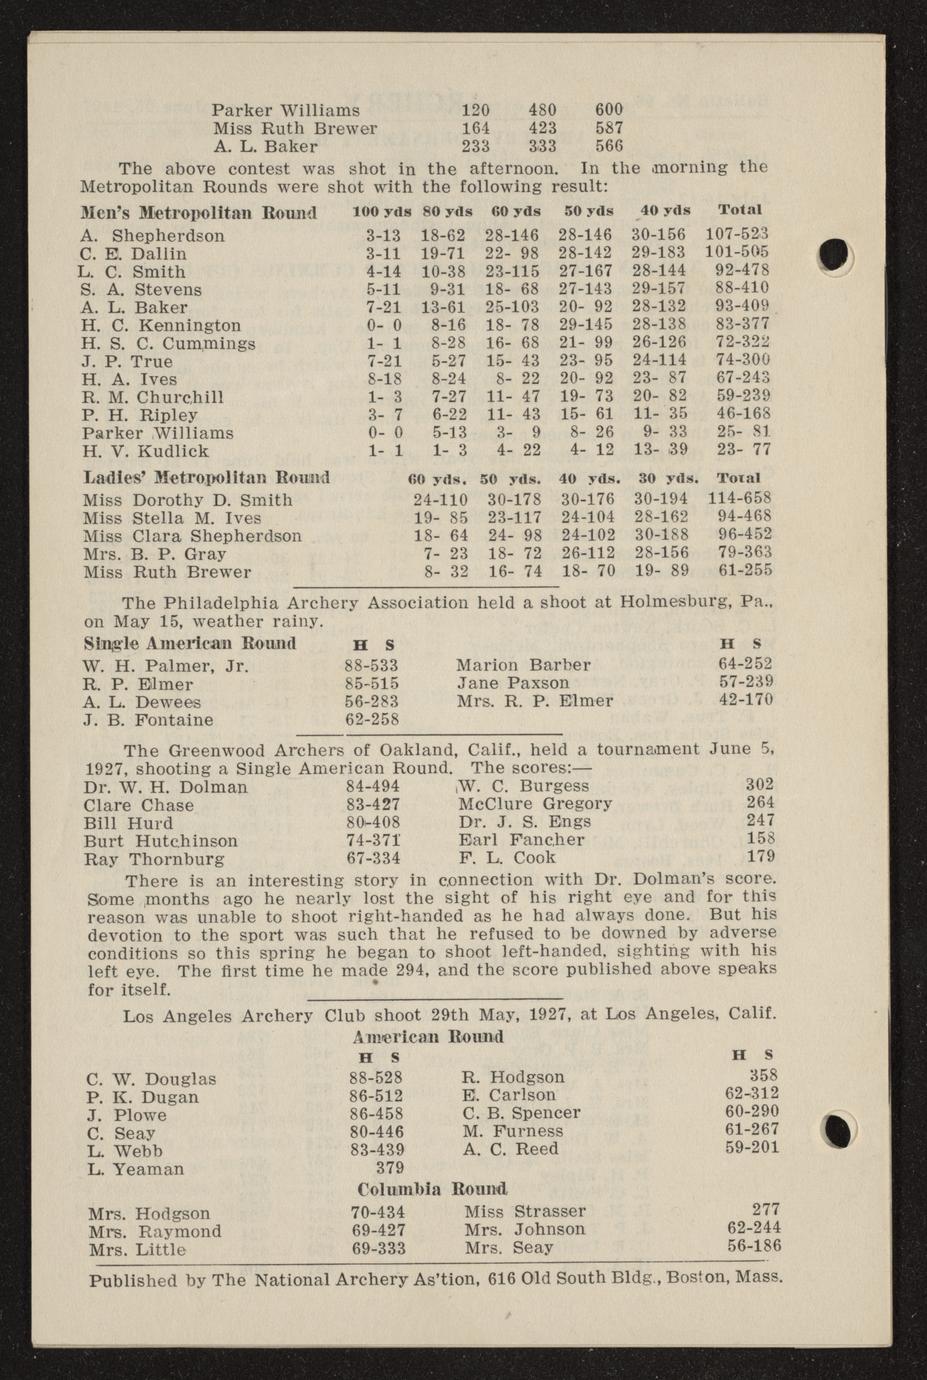 Parker Williams 120 480 600
Miss Ruth Brewer 164 423 587
A. L. Baker 233 333 566
The above contest was shot in the afternoon. In the morning the
Metropolitan Rounds were shot with the following result:
Men's Metropolitan Round 100 yds 80 yds 60 yds 50 yds 40 yds Total
A. Shepherdson 3-13 18-62 28-146 28-146 30-156 107-523
C. E. Dallin 3-11 19-71 22- 98 28-142 29-183 101-505
L. C. Smith 4-14 10-38 23-115 27-167 28-144 92-478
S. A. Stevens 5-11 9-31 18- 68 27-143 29-157 88-410
A. L. Baker 7-21 13-61 25-103 20- 92 28-132 93-409
H. C. Kennington 0- 0 8-16 18- 78 29-145 28-138 83-377
H. S. C. Cummings 1- 1 8-28 16- 68 21- 99 26-126 72-322
J. P. True 7-21 5-27 15- 43 23- 95 24-114 74-300
H. A. Ives 8-18 8-24 8- 22 20- 92 23- 87 67-243
R. M. Churchill 1- 3 7-27 11- 47 19- 73 20- 82 59-239
P. H. Ripley 3- 7 6-22 11- 43 15- 61 11- 35 46-168
Parker Williams 0- 0 5-13 3- 9 8- 26 9- 33 25- 81
H. V. Kudlick 1- 1 1- 3 4- 22 4- 12 13- 39 23- 77
Ladies' Metropolitan Round 60 yds. 50 yds. 40 yds. 30 yds. Total
Miss Dorothy D. Smith 24-110 30-178 30-176 30-194 114-658
Miss Stella M. Ives 19- 85 23-117 24-104 28-162 94-468
Miss Clara Shepherdson 18- 64 24- 98 24-102 30-188 96-452
Mrs. B. P. Gray 7- 23 18- 72 26-112 28-156 79-363
Miss Ruth Brewer 8- 32 16- 74 18- 70 19- 89 61-255
The Philadelphia Archery Association held a shoot at Holmesburg, Pa.,
on May 15, weather rainy.
Single American Round H S H S
W. H. Palmer, Jr. 88-533 Marion Barber 64-252
R. P. Elmer 85-515 Jane Paxson 57-239
A. L. Dewees 56-283 Mrs. R. P. Elmer 42-170
J. B. Fontaine 62-258
The Greenwood Archers of Oakland, Calif., held a tournament June 5,
1927, shooting a Single American Round. The scores:—
Dr. W. H. Dolman 84-494 W. C. Burgess 302
Clare Chase 83-427 McClure Gregory 264
Bill Hurd 80-408 Dr. J. S. Engs 247
Burt Hutchinson 74-371 Earl Fancher 158
Ray Thornburg 67-334 F. L. Cook 179
There is an interesting story in connection with Dr. Dolman's score.
Some months ago he nearly lost the sight of his right eye and for this
reason was unable to shoot right-handed as he had always done. But his
devotion to the sport was such that he refused to be downed by adverse
conditions so this spring he began to shoot left-handed, sighting with his
left eye. The first time he made 294, and the score published above speaks
for itself.
Los Angeles Archery Club shoot 29th May, 1927, at Los Angeles, Calif.
American Round
H S H S
C. W. Douglas 88-528 R. Hodgson 358
P. K. Dugan 86-512 E. Carlson 62-312
J. Plowe 86-458 C. B. Spencer 60-290
C. Seay 80-446 M. Furness 61-267
L. Webb 83-439 A. C. Reed 59-201
L. Yeaman 379
Columbia Round
Mrs. Hodgson 70-434 Miss Strasser 277
Mrs. Raymond 69-427 Mrs. Johnson 62-244
Mrs. Little 69-333 Mrs. Seay 56-186
Published by The National Archery As'tion, 616 Old South Bldg., Boston, Mass.